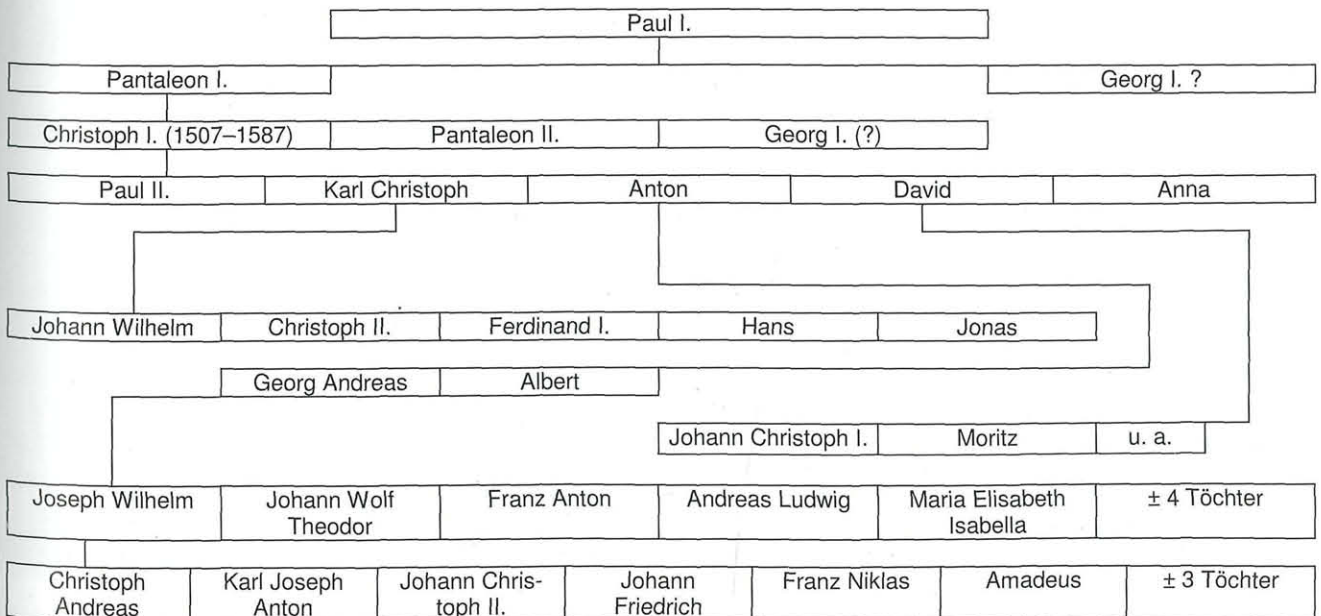 Paul I.
Pantaleon I.
Georg I. ?
Christoph I. (1507–1587)
Pantaleon II.
Georg I. (?)
Paul II.
Karl Christoph
Anton
David
Anna
Johann Wilhelm
Christoph II.
Ferdinand I.
Hans
Jonas
Georg Andreas
Albert
Johann Christoph I.
Moritz
u. a.
Joseph Wilhelm
Johann Wolf
Theodor
Franz Anton
Andreas Ludwig
Maria Elisabeth
Isabella
± 4 Töchter
Christoph
Andreas
Karl Joseph
Anton
Johann Chris-
toph II.
Johann
Friedrich
Franz Niklas
Amadeus
± 3 Töchter